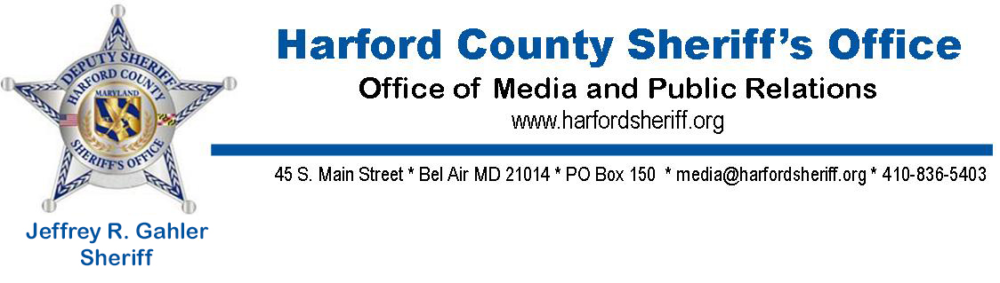 DEPUTY SHERIFF
HARFORD COUNTY
MARYLAND
SHERIFF'S OFFICE
Jeffrey R. Gahler
Sheriff
Harford County Sheriff’s Office
Office of Media and Public Relations
www.harfordsheriff.org
45 S. Main Street * Bel Air MD 21014 * PO Box 150 * media@harfordsheriff.org * 410-836-5403